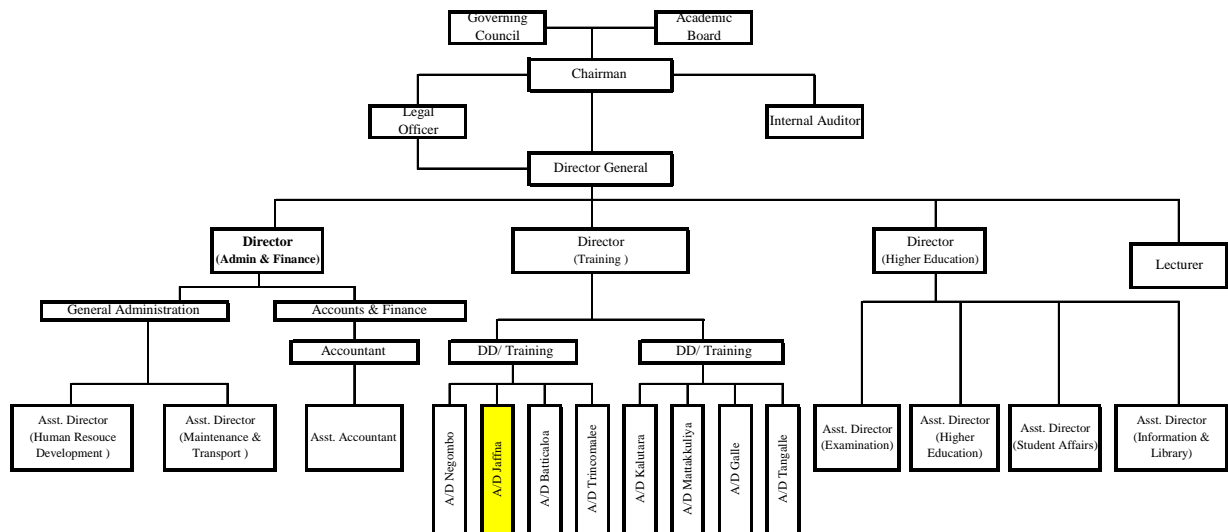 Governing
Council
Academic
Board
Chairman
Legal
Officer
Internal Auditor
Director General
Director
(Admin & Finance)
Director
(Training )
Director
(Higher Education)
Lecturer
General Administration
Accounts & Finance
Accountant
DD/ Training
DD/ Training
Asst. Director
(Human Resouce
Development )
Asst. Director
(Maintenance &
Transport )
Asst. Accountant
A/D Negombo
A/D Jaffna
A/D Batticaloa
A/D Trincomalee
A/D Kalutara
A/D Mattakkuliya
A/D Galle
A/D Tangalle
Asst. Director
(Examination)
Asst. Director
(Higher
Education)
Asst. Director
(Student Affairs)
Asst. Director
(Information &
Library)